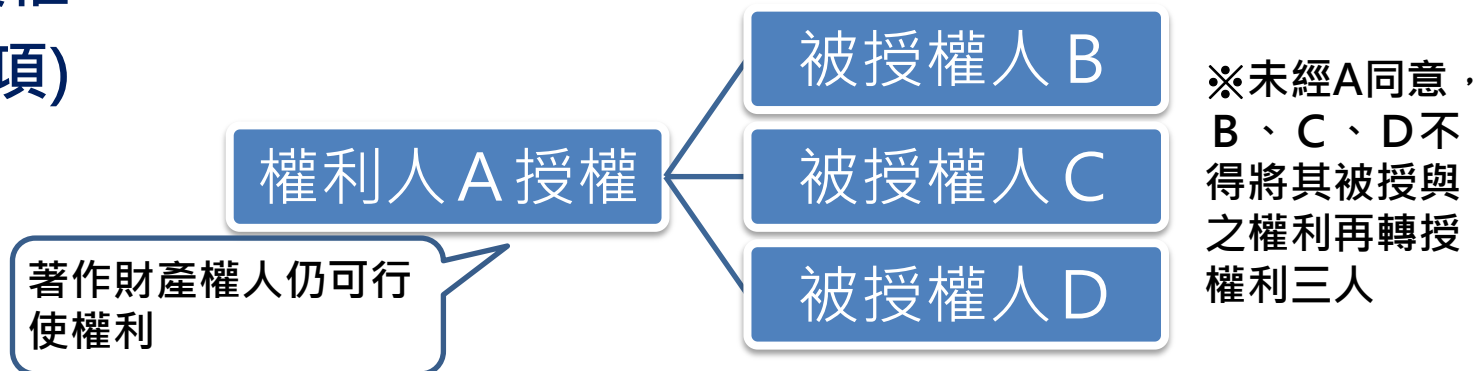 項)
權利人A授權
被授權人B
被授權人C
被授權人D
著作財產權人仍可行
使權利
※未經A同意，
B、C、D不
得將其被授與
之權利再轉授
權利三人